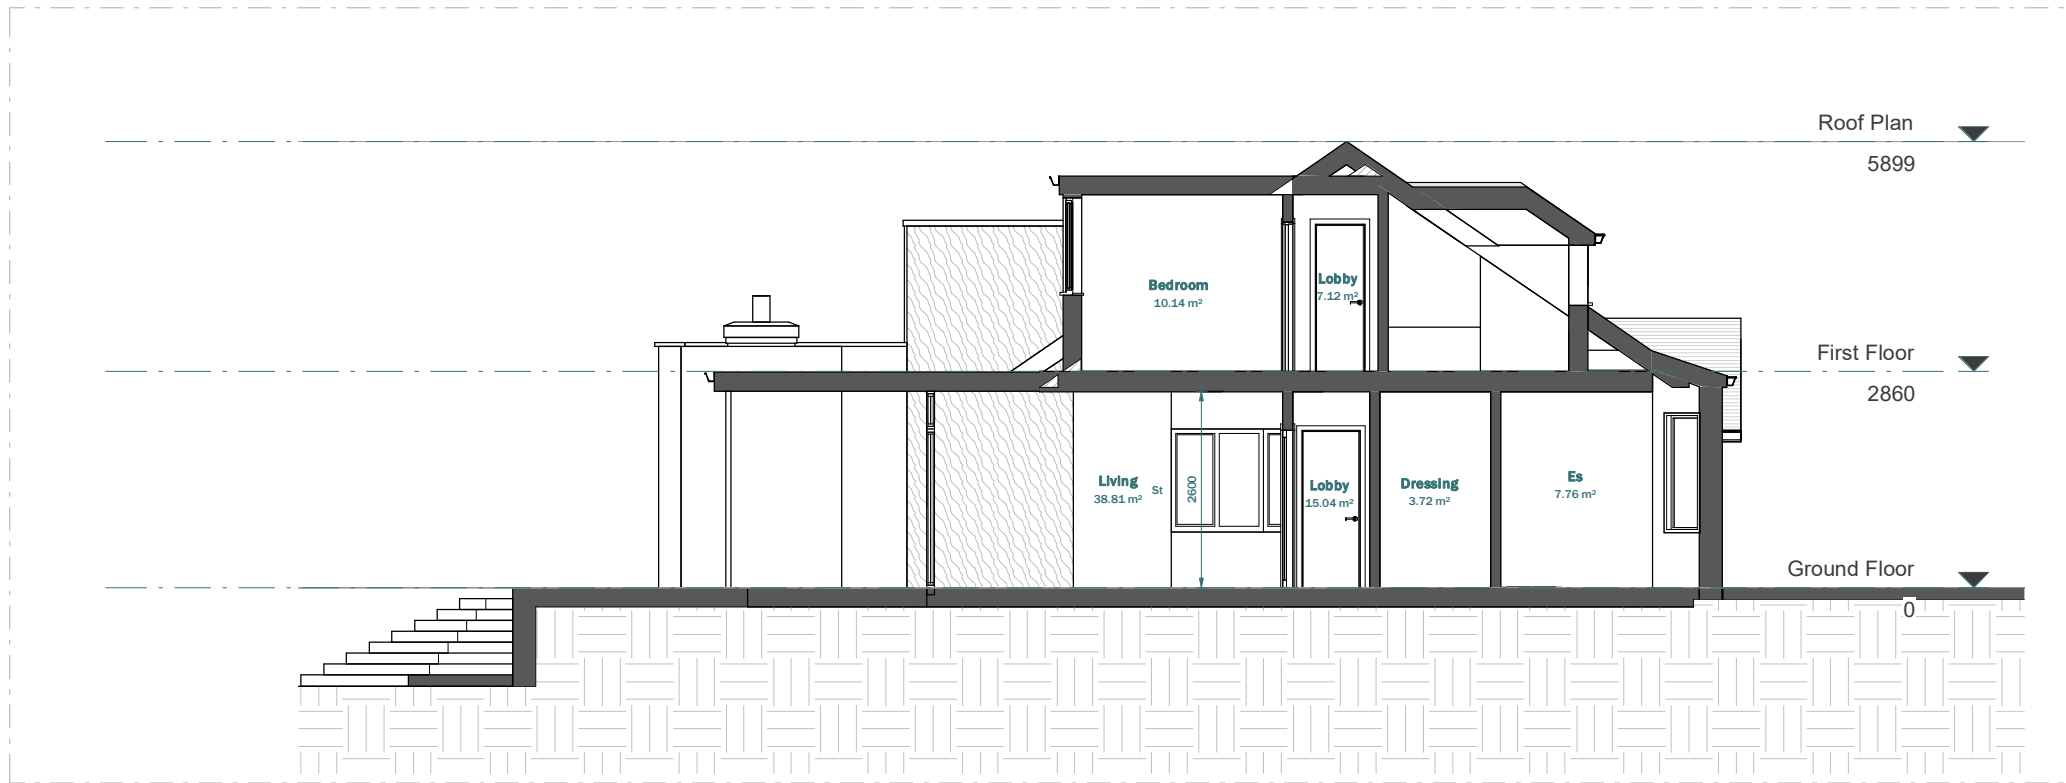 Roof Plan
5899
Bedroom
10.14 m²
Lobby
7.12 m²
First Floor
2860
Living
38.81 m²
St
2600
Lobby
15.04 m²
Dressing
3.72 m²
Es
7.76 m²
Ground Floor
0